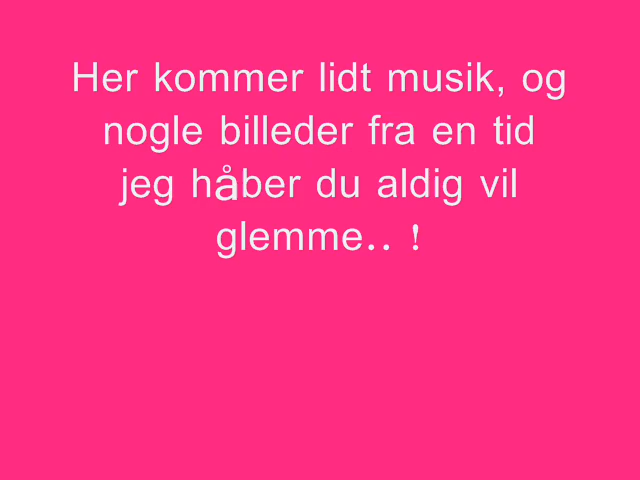 Her kommer lidt musik, og
nogle billeder fra en tid
jeg håber du aldig vil
glemme.. !